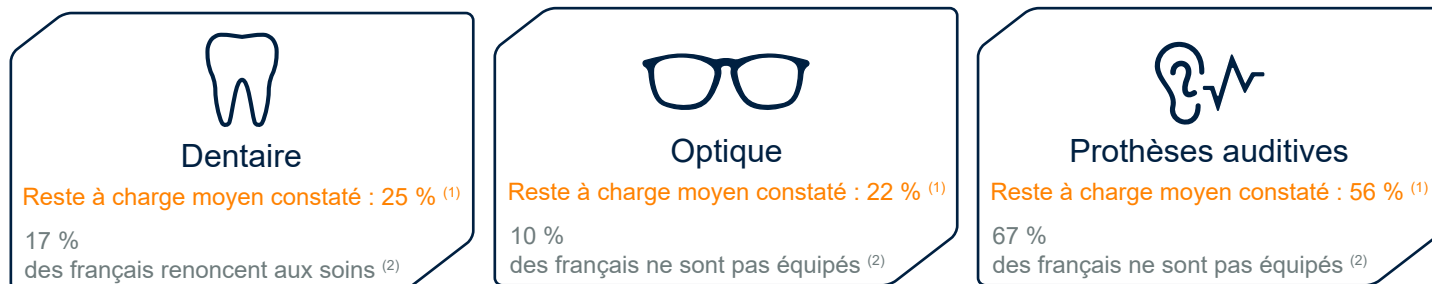 Dentaire
Reste à charge moyen constaté : 25 % (1)
17 %
des français renoncent aux soins (2)
Optique
Reste à charge moyen constaté : 22 % (1)
10 %
des français ne sont pas équipés (2)
Prothèses auditives
Reste à charge moyen constaté : 56 % (1)
67 %
des français ne sont pas équipés (2)